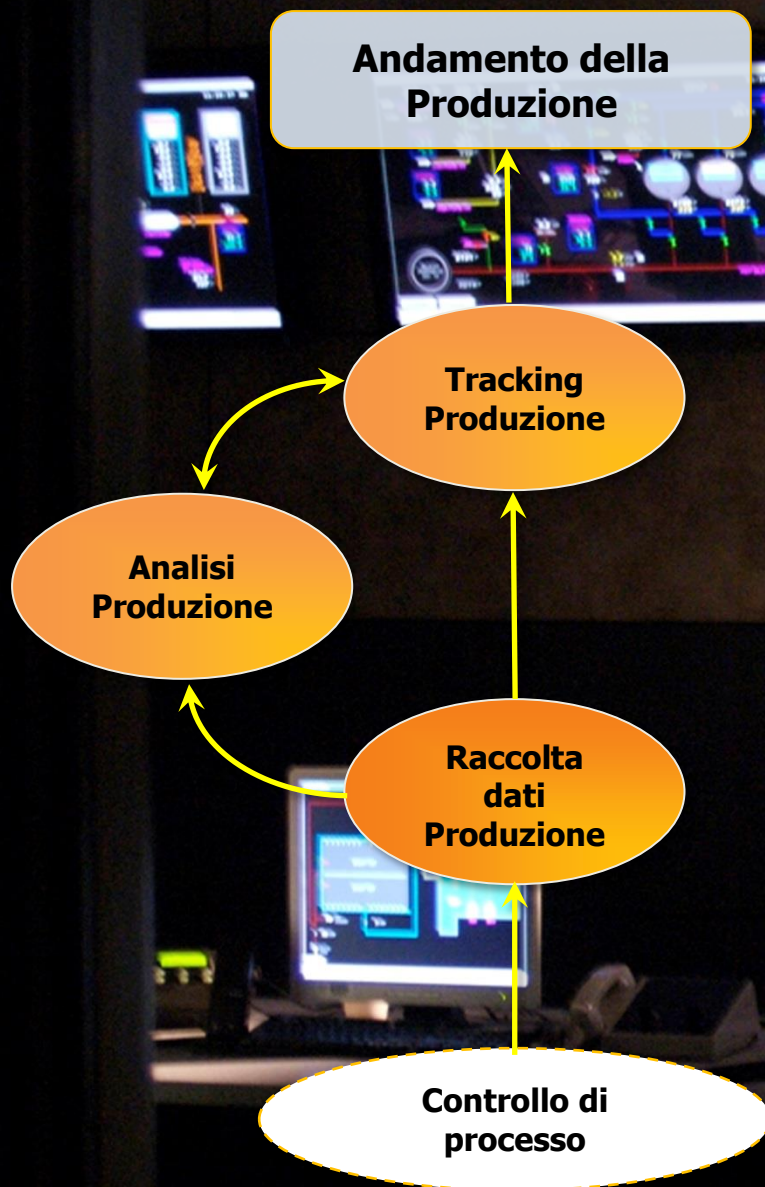 Andamento della
Produzione
Tracking
Produzione
Analisi
Produzione
Raccolta
dati
Produzione
Controllo di
processo